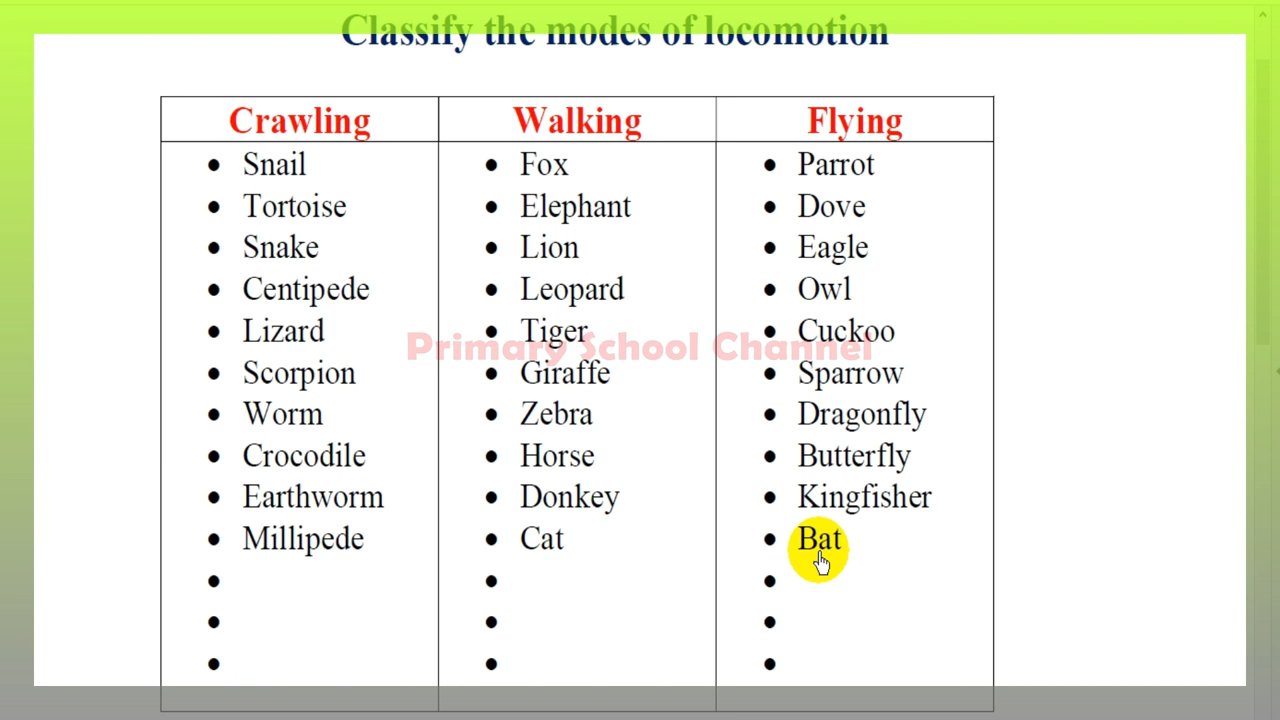 Classify the modes of locomotion
Crawling Walking Flying
• Snail • Fox • Parrot
• Tortoise • Elephant • Dove
• Snake • Lion • Eagle
• Centipede • Leopard • Owl
• Lizard • Tiger • Cuckoo
Primary School Channel
• Scorpion • Giraffe • Sparrow
• Worm • Zebra • Dragonfly
• Crocodile • Horse • Butterfly
• Earthworm • Donkey • Kingfisher
• Millipede • Cat • Bat
• • •
• • •
• • •